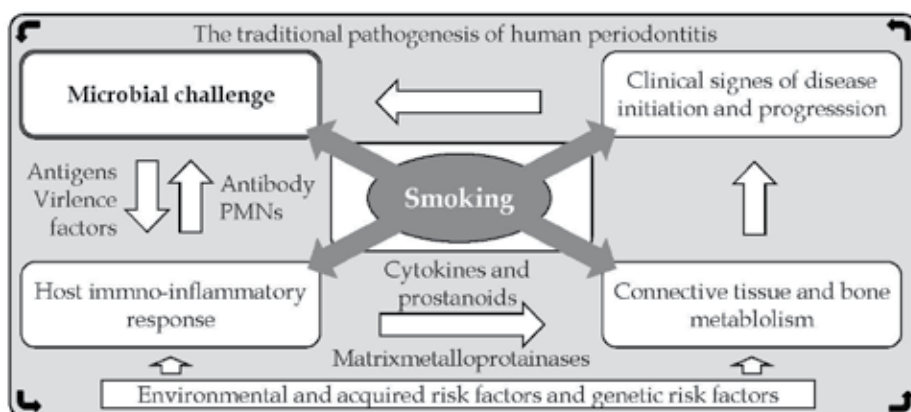 The traditional pathogenesis of human periodontitis
Microbial challenge
Clinical signes of disease
initiation and progresssion
Antigens
Virlence
factors
Antibody
PMNs
Smoking
Host immno-inflammatory
response
Cytokines and
prostanoids
Matrixmetalloprotainases
Connective tissue and bone
metablolism
Environmental and acquired risk factors and genetic risk factors